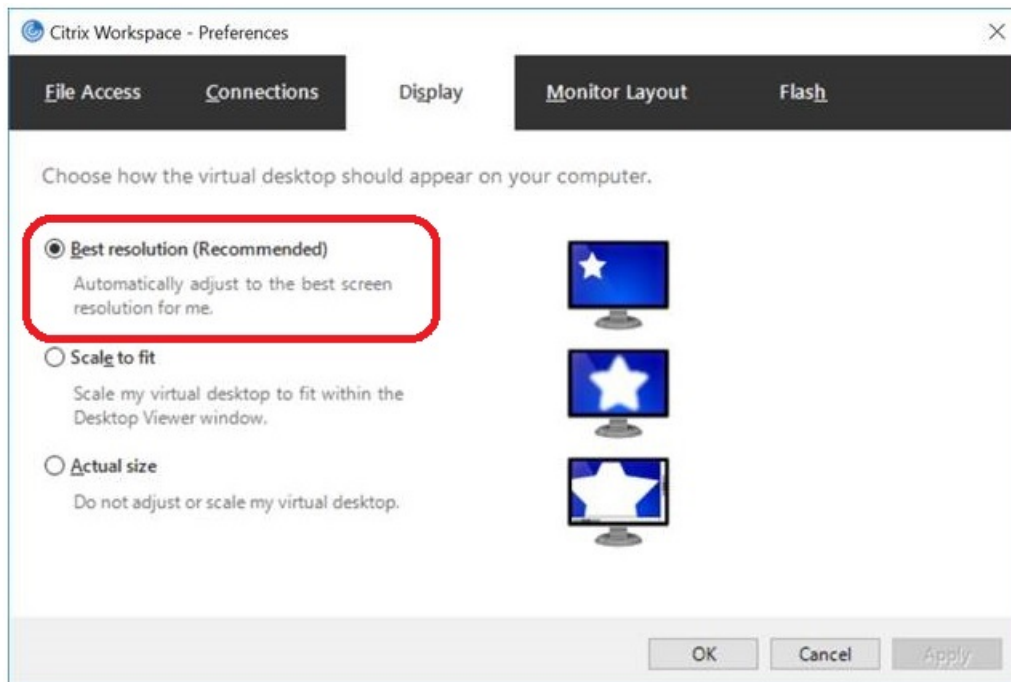 Citrix Workspace - Preferences
File Access Connections Display Monitor Layout Flash
Choose how the virtual desktop should appear on your computer.
Best resolution (Recommended)
Automatically adjust to the best screen
resolution for me.
Scale to fit
Scale my virtual desktop to fit within the
Desktop Viewer window.
Actual size
Do not adjust or scale my virtual desktop.
OK Cancel Apply